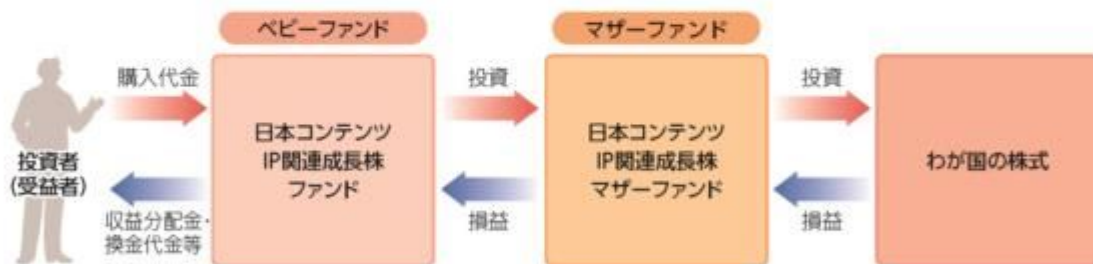 ベビーファンド
マザーファンド
購入代金
投資
投資
日本コンテンツ
IP関連成長株
ファンド
日本コンテンツ
IP関連成長株
マザーファンド
わが国の株式
投資者
(受益者)
収益分配金・
換金代金等
損益
損益